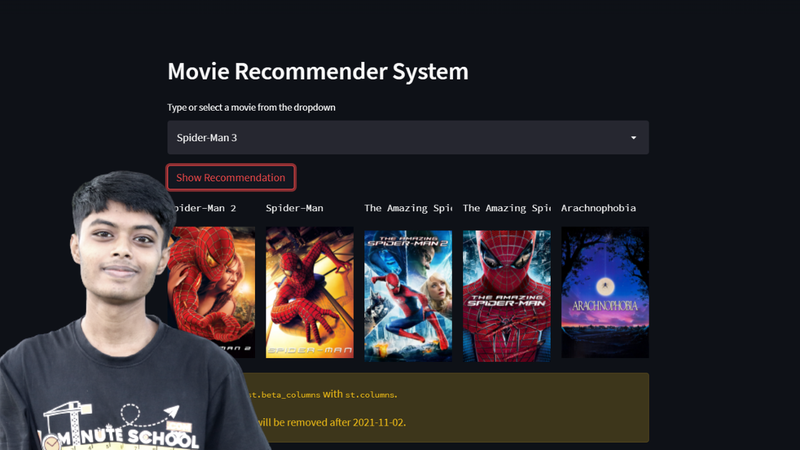 Movie Recommender System
Type or select a movie from the dropdown
Spider-Man 3
Show Recommendation
pider-Man 2
Spider-Man
The Amazing Spi
The Amazing Spi
Arachnophobia
MAN 2
SPIDER-MAN
THE AMAZING
SPIDER-MAN 2
THE AMAZING
SPIDER-MAN
ARACHNOPHOBIA
st.beta_columns with st.columns.
will be removed after 2021-11-02.
MINUTE SCHOOL